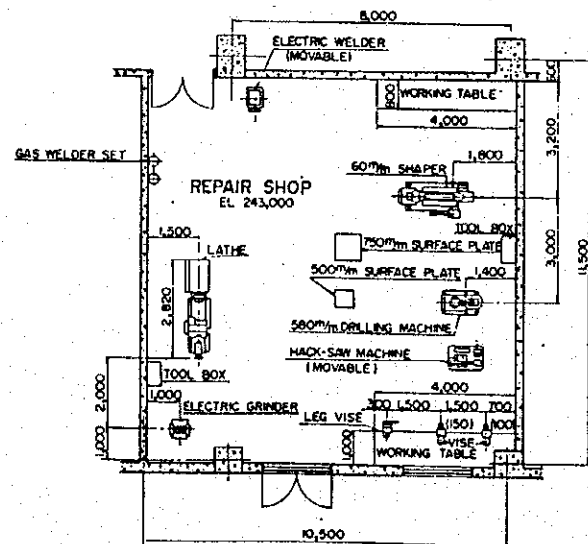 8,000
ELECTRIC WELDER
(MOVABLE)
WORKING TABLE
800
4,000
3,200
1,800
GAS WELDER SET
60m/m SHAPER
REPAIR SHOP
EL 243,000
TOOL BOX
1,500
750m/m SURFACE PLATE
LATHE
3,000
11,500
500m/m SURFACE PLATE
1,400
2,820
580m/m DRILLING MACHINE
HACK-SAW MACHINE
(MOVABLE)
TOOL BOX
4,000
2,000
1,000
ELECTRIC GRINDER
LEG VISE
300
1,500
1,500
700
(150)
(100)
VISE
1,000
1,000
WORKING TABLE
10,500